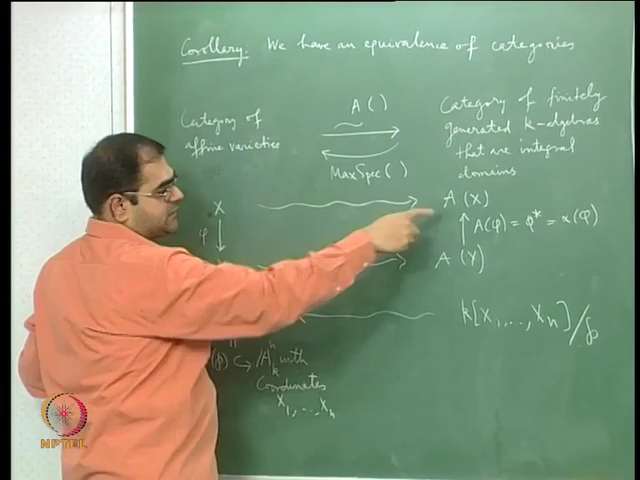 Corollery: We have an equivalence of categories
Category of affine varieties
A ( )
MaxSpec ( )
Category of finitely
generated k-algebras
that are integral
domains
X
A (X)
φ
A(φ) = φ* = α(φ)
A (Y)
k[X₁,...,Xₙ]/℘
(℘) ↪ 𝔸ⁿₖ with
Coordinates
X₁,...,Xₙ
NPTEL